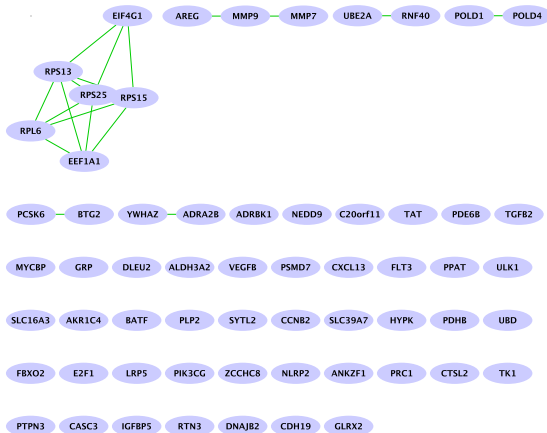 EIF4G1 AREG MMP9 MMP7 UBE2A RNF40 POLD1 POLD4
RPS13
RPS25 RPS15
RPL6
EEF1A1
PCSK6 BTG2 YWHAZ ADRA2B ADRBK1 NEDD9 C20orf11 TAT PDE6B TGFB2
MYCBP GRP DLEU2 ALDH3A2 VEGFB PSMD7 CXCL13 FLT3 PPAT ULK1
SLC16A3 AKR1C4 BATF PLP2 SYTL2 CCNB2 SLC39A7 HYPK PDHB UBD
FBXO2 E2F1 LRP5 PIK3CG ZCCHC8 NLRP2 ANKZF1 PRC1 CTSL2 TK1
PTPN3 CASC3 IGFBP5 RTN3 DNAJB2 CDH19 GLRX2